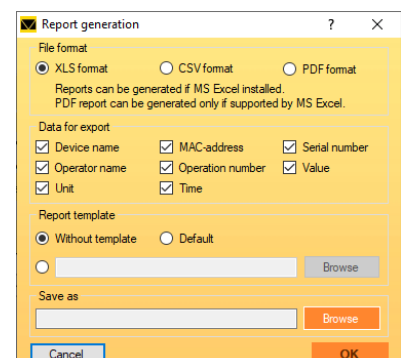 Report generation ? ×
File format
XLS format CSV format PDF format
Reports can be generated if MS Excel installed.
PDF report can be generated only if supported by MS Excel.
Data for export
Device name MAC-address Serial number
Operator name Operation number Value
Unit Time
Report template
Without template Default
Browse
Save as
Browse
Cancel OK